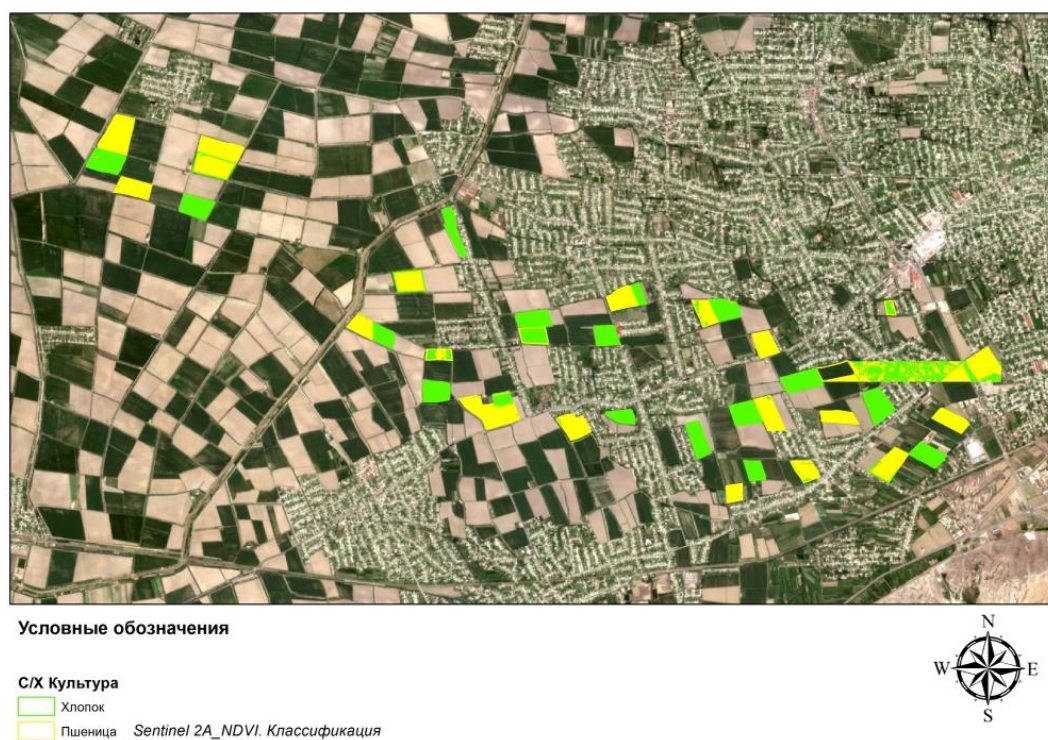 Условные обозначения
N
W E
S
С/Х Культура
Хлопок
Пшеница Sentinel 2A_NDVI. Классификация